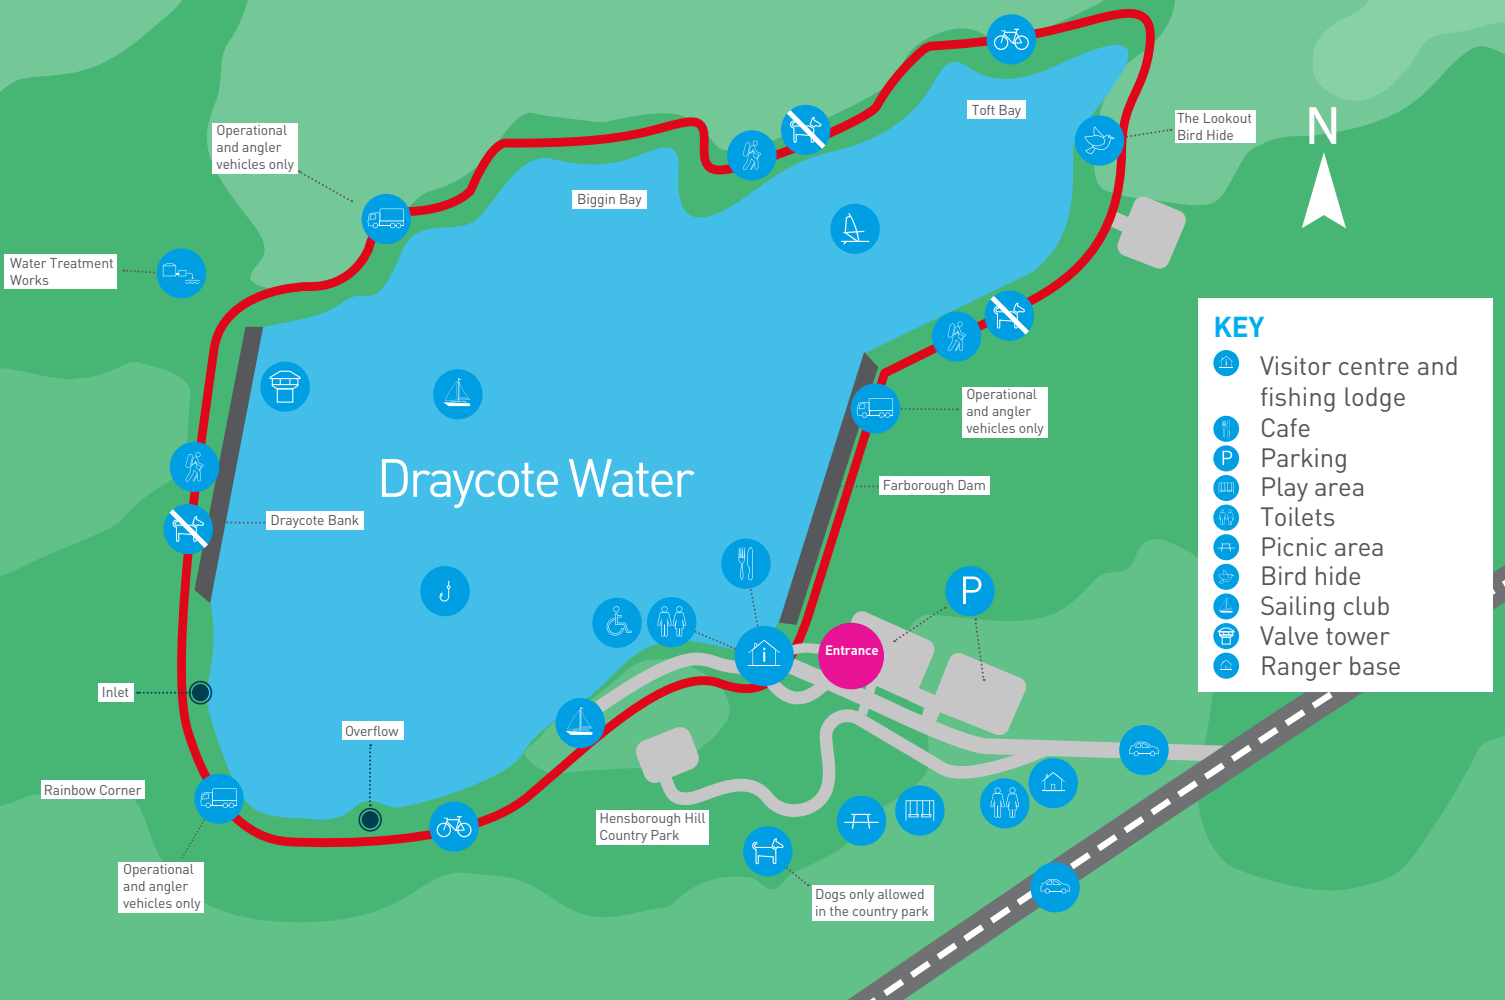 Toft Bay
The Lookout
Bird Hide
N
Operational
and angler
vehicles only
Biggin Bay
Water Treatment
Works
KEY
Visitor centre and
fishing lodge
Cafe
P
Parking
Play area
Toilets
Picnic area
Bird hide
Sailing club
Valve tower
Ranger base
Operational
and angler
vehicles only
Draycote Water
Farborough Dam
Draycote Bank
P
i
Entrance
Inlet
Overflow
Rainbow Corner
Hensborough Hill
Country Park
Operational
and angler
vehicles only
Dogs only allowed
in the country park